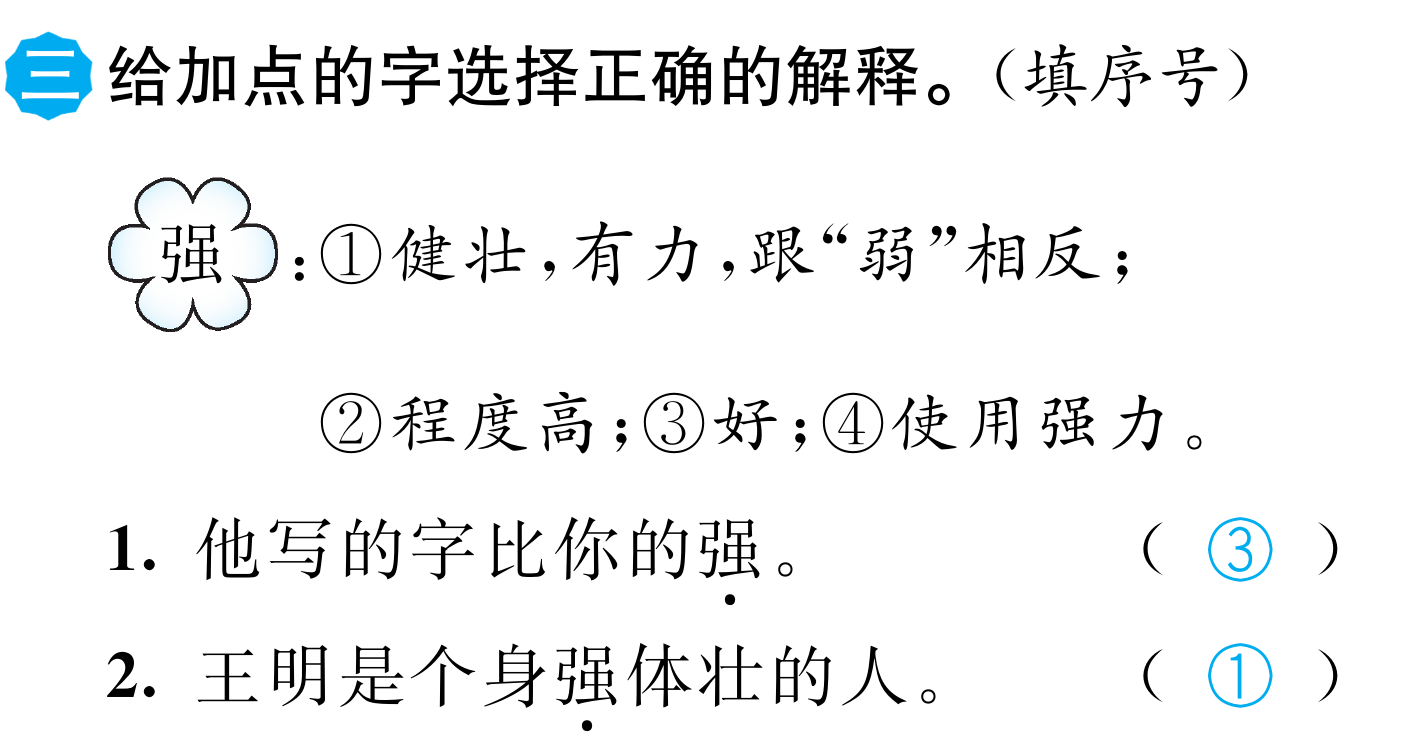 三 给加点的字选择正确的解释。（填序号）
强：①健壮，有力，跟“弱”相反；
②程度高；③好；④使用强力。
1. 他写的字比你的强。 （ ③ ）
2. 王明是个身强体壮的人。 （ ① ）